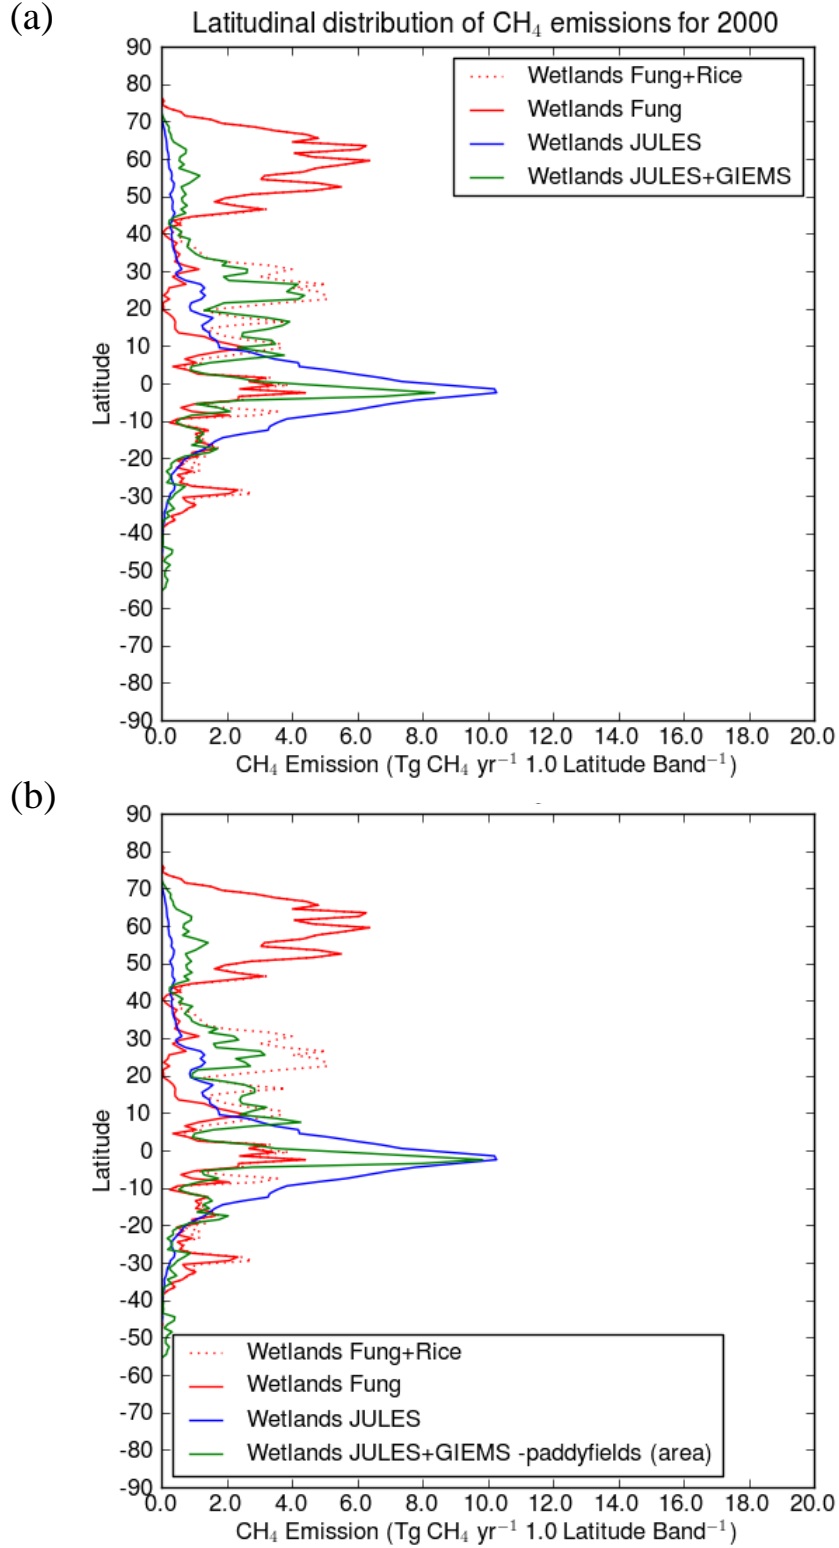 (a)
Latitudinal distribution of CH₄ emissions for 2000
90
80
70
60
50
40
30
20
10
0
-10
-20
-30
-40
-50
-60
-70
-80
-90
Latitude
Wetlands Fung+Rice
Wetlands Fung
Wetlands JULES
Wetlands JULES+GIEMS
0.0 2.0 4.0 6.0 8.0 10.0 12.0 14.0 16.0 18.0 20.0
CH₄ Emission (Tg CH₄ yr⁻¹ 1.0 Latitude Band⁻¹)
(b)
90
80
70
60
50
40
30
20
10
0
-10
-20
-30
-40
-50
-60
-70
-80
-90
Latitude
Wetlands Fung+Rice
Wetlands Fung
Wetlands JULES
Wetlands JULES+GIEMS -paddyfields (area)
0.0 2.0 4.0 6.0 8.0 10.0 12.0 14.0 16.0 18.0 20.0
CH₄ Emission (Tg CH₄ yr⁻¹ 1.0 Latitude Band⁻¹)